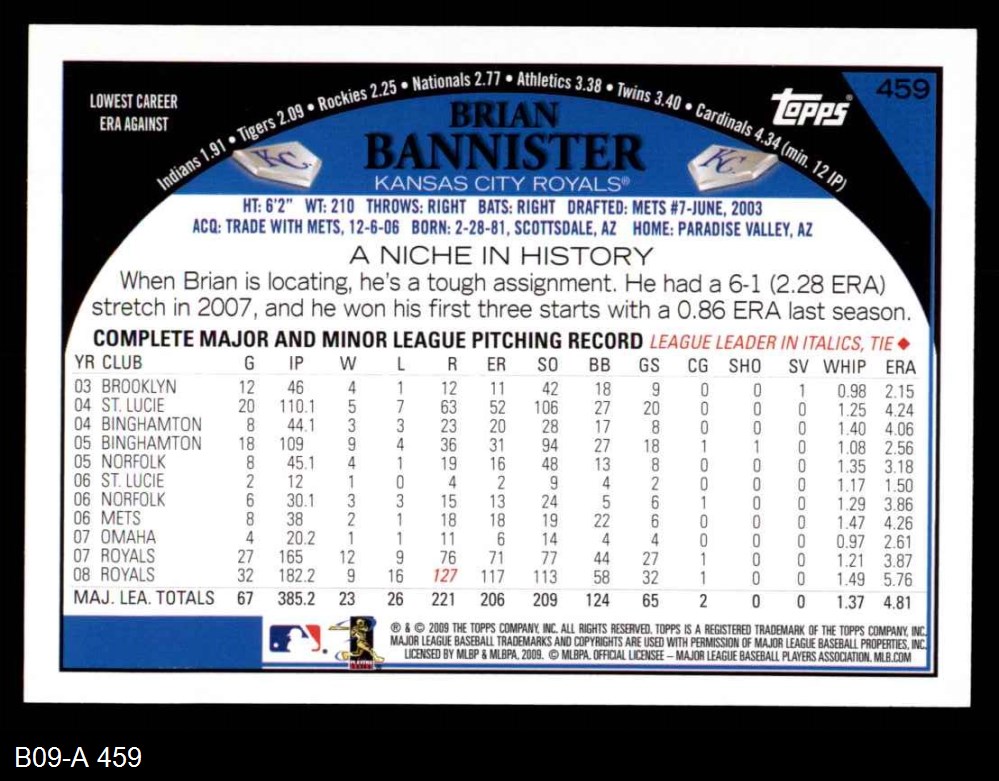 LOWEST CAREER
ERA AGAINST
Indians 1.91 • Tigers 2.09 • Rockies 2.25 • Nationals 2.77 • Athletics 3.38 • Twins 3.40 • Cardinals 4.34 (min. 12 IP)
topps®
459
BRIAN
BANNISTER
KC KC
KANSAS CITY ROYALS®
HT: 6'2" WT: 210 THROWS: RIGHT BATS: RIGHT DRAFTED: METS #7-JUNE, 2003
ACQ: TRADE WITH METS, 12-6-06 BORN: 2-28-81, SCOTTSDALE, AZ HOME: PARADISE VALLEY, AZ
A NICHE IN HISTORY
When Brian is locating, he's a tough assignment. He had a 6-1 (2.28 ERA)
stretch in 2007, and he won his first three starts with a 0.86 ERA last season.
COMPLETE MAJOR AND MINOR LEAGUE PITCHING RECORD LEAGUE LEADER IN ITALICS, TIE ◆
YR CLUB G IP W L R ER SO BB GS CG SHO SV WHIP ERA
03 BROOKLYN 12 46 4 1 12 11 42 18 9 0 0 1 0.98 2.15
04 ST. LUCIE 20 110.1 5 7 63 52 106 27 20 0 0 0 1.25 4.24
04 BINGHAMTON 8 44.1 3 3 23 20 28 17 8 0 0 0 1.40 4.06
05 BINGHAMTON 18 109 9 4 36 31 94 27 18 1 1 0 1.08 2.56
05 NORFOLK 8 45.1 4 1 19 16 48 13 8 0 0 0 1.35 3.18
06 ST. LUCIE 2 12 1 0 4 2 9 4 2 0 0 0 1.17 1.50
06 NORFOLK 6 30.1 3 3 15 13 24 5 6 1 0 0 1.29 3.86
06 METS 8 38 2 1 18 18 19 22 6 0 0 0 1.47 4.26
07 OMAHA 4 20.2 1 1 11 6 14 4 4 0 0 0 0.97 2.61
07 ROYALS 27 165 12 9 76 71 77 44 27 1 0 0 1.21 3.87
08 ROYALS 32 182.2 9 16 127 117 113 58 32 1 0 0 1.49 5.76
MAJ. LEA. TOTALS 67 385.2 23 26 221 206 209 124 65 2 0 0 1.37 4.81
® & © 2009 THE TOPPS COMPANY, INC. ALL RIGHTS RESERVED. TOPPS IS A REGISTERED TRADEMARK OF THE TOPPS COMPANY, INC.
MAJOR LEAGUE BASEBALL TRADEMARKS AND COPYRIGHTS ARE USED WITH PERMISSION OF MAJOR LEAGUE BASEBALL PROPERTIES, INC.
LICENSED BY MLBP & MLBPA, 2009. © MLBPA. OFFICIAL LICENSEE – MAJOR LEAGUE BASEBALL PLAYERS ASSOCIATION. MLB.COM
B09-A 459